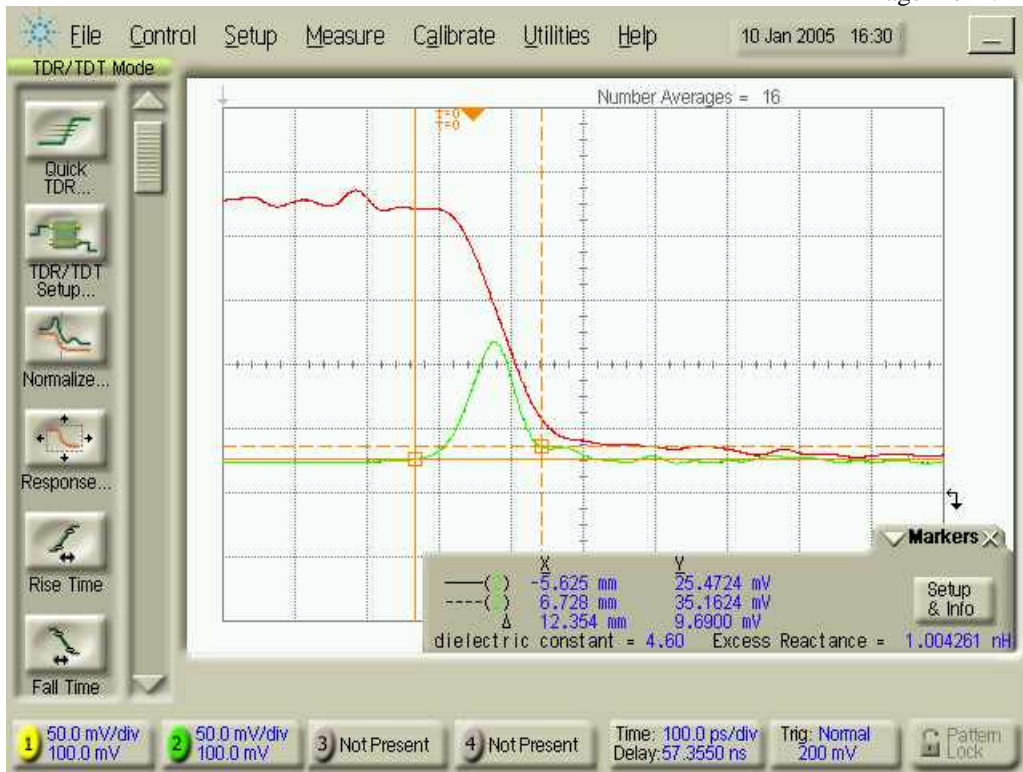 File Control Setup Measure Calibrate Utilities Help 10 Jan 2005 16:30
TDR/TDT Mode
Number Averages = 16
Quick
TDR...
TDR/TDT
Setup...
Normalize...
Response...
Rise Time
Fall Time
Markers
X Y
——(2) -5.625 mm 25.4724 mV
----(2) 6.728 mm 35.1624 mV
Δ 12.354 mm 9.6900 mV
dielectric constant = 4.60 Excess Reactance = 1.004261 nH
Setup
& Info
1 50.0 mV/div
100.0 mV
2 50.0 mV/div
100.0 mV
3 Not Present
4 Not Present
Time: 100.0 ps/div
Delay:57.3550 ns
Trig: Normal
200 mV
Pattern
Lock